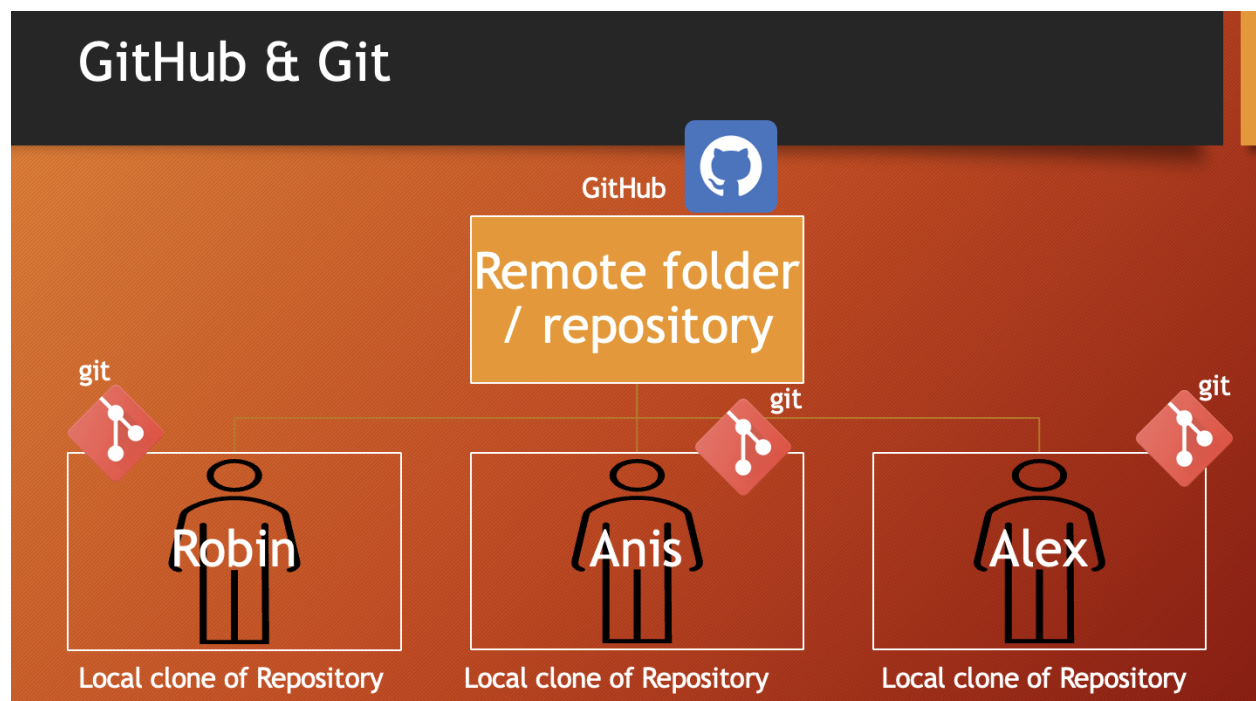 GitHub & Git
GitHub
Remote folder
/ repository
git
git
git
Robin
Anis
Alex
Local clone of Repository
Local clone of Repository
Local clone of Repository